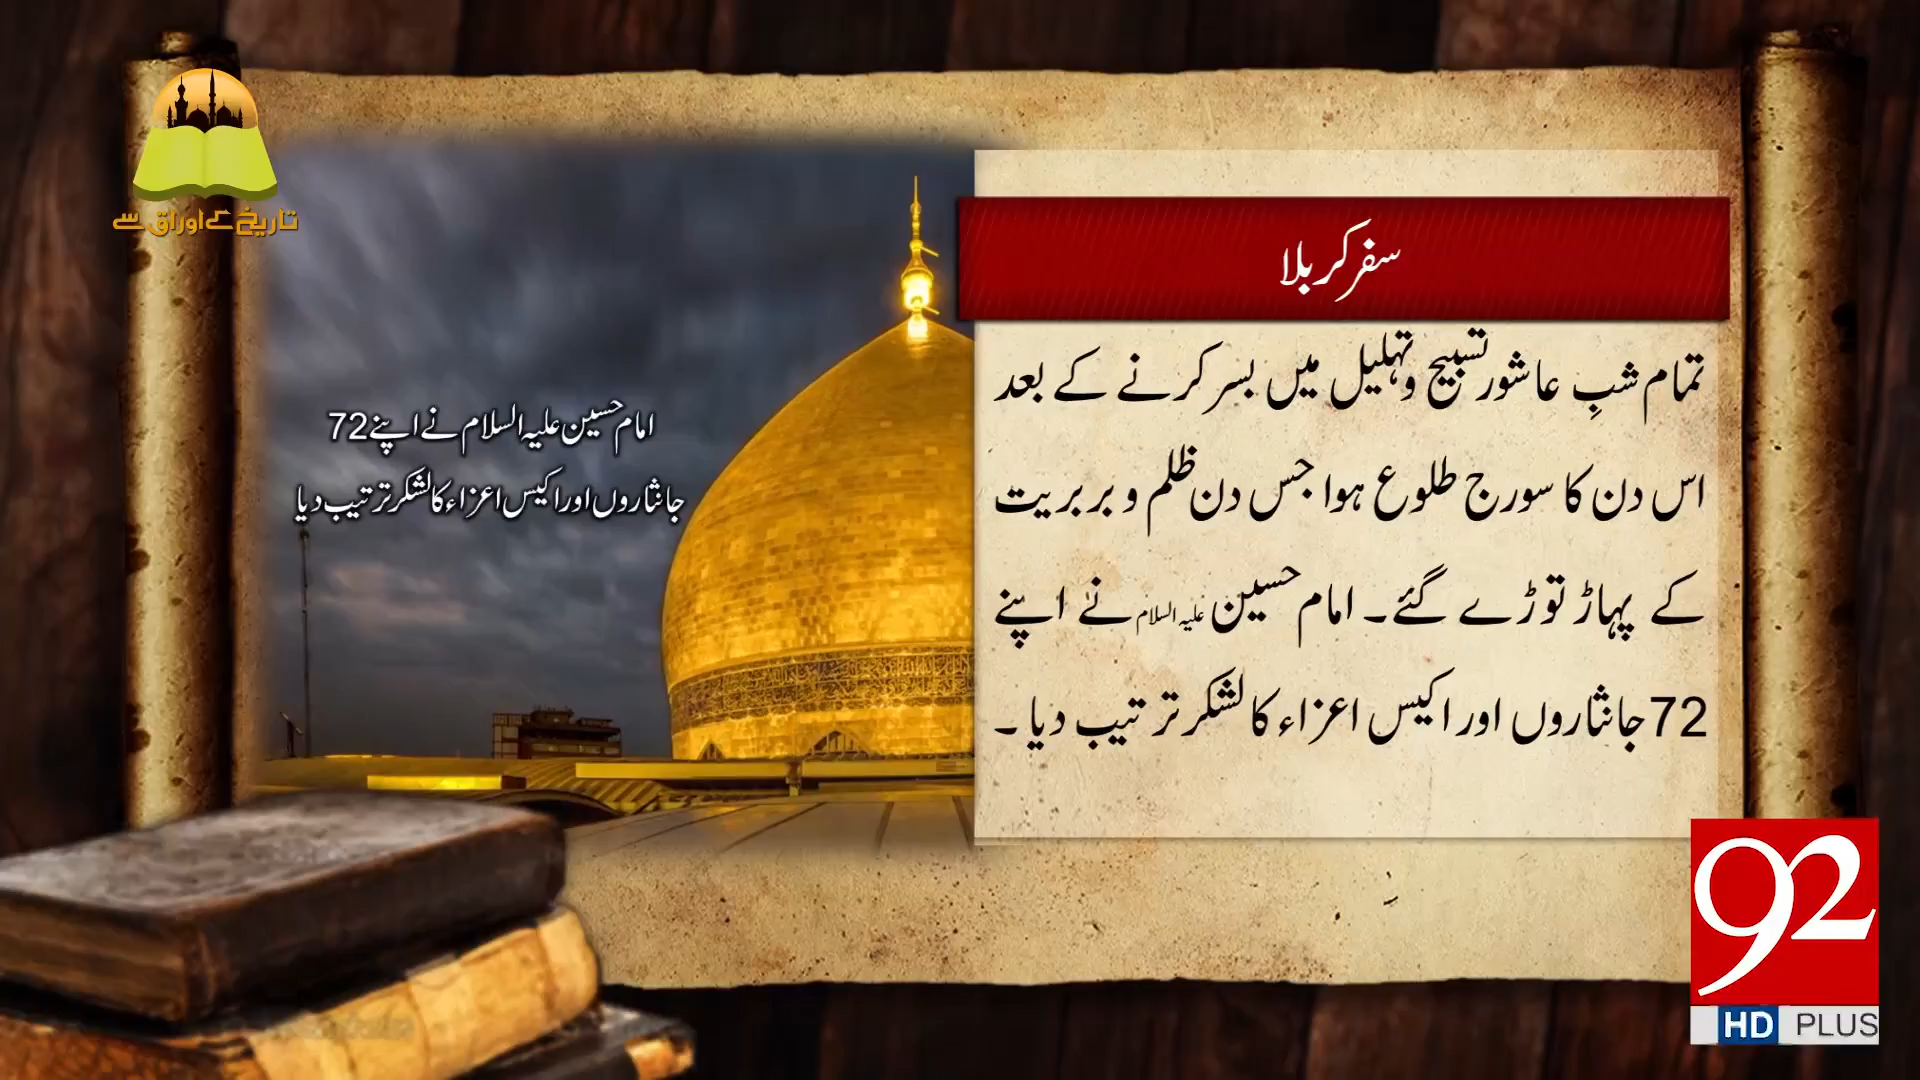 تاریخ کے اوراق سے
سفر کربلا
تمام شبِ عاشور تسبیح وتہلیل میں بسر کرنے کے بعد
اس دن کا سورج طلوع ہوا جس دن ظلم و بربریت
کے پہاڑ توڑے گئے۔ امام حسین علیہ السلام نے اپنے
72 جانثاروں اور اکیس اعزاء کا لشکر ترتیب دیا۔
امام حسین علیہ السلام نے اپنے 72
جانثاروں اور اکیس اعزاء کا لشکر ترتیب دیا
92
HD PLUS